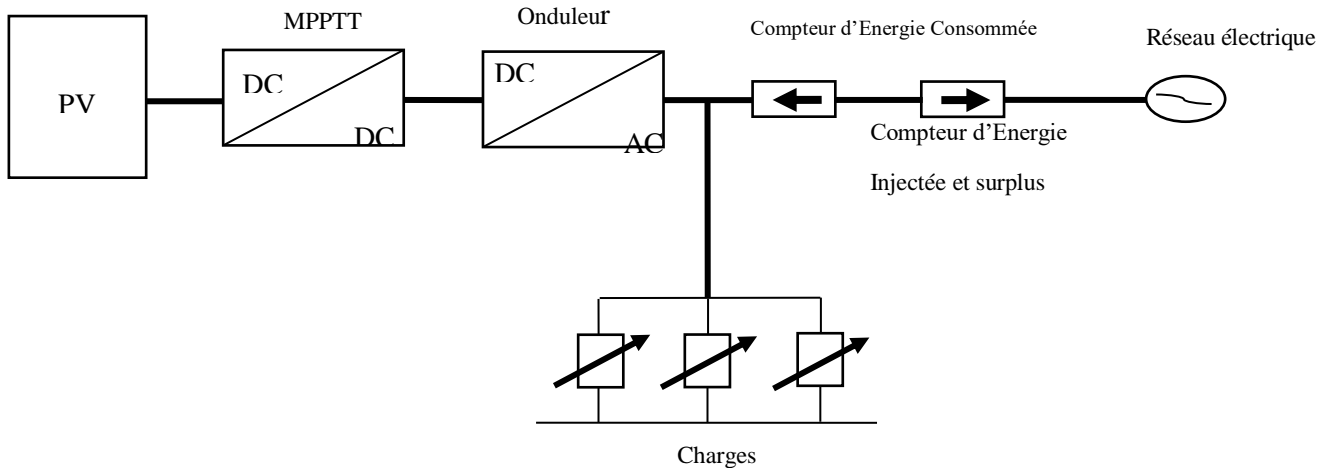 MPPTT
Onduleur
Compteur d’Energie Consommée
Réseau électrique
PV
DC
DC
DC
AC
Compteur d’Energie
Injectée et surplus
Charges